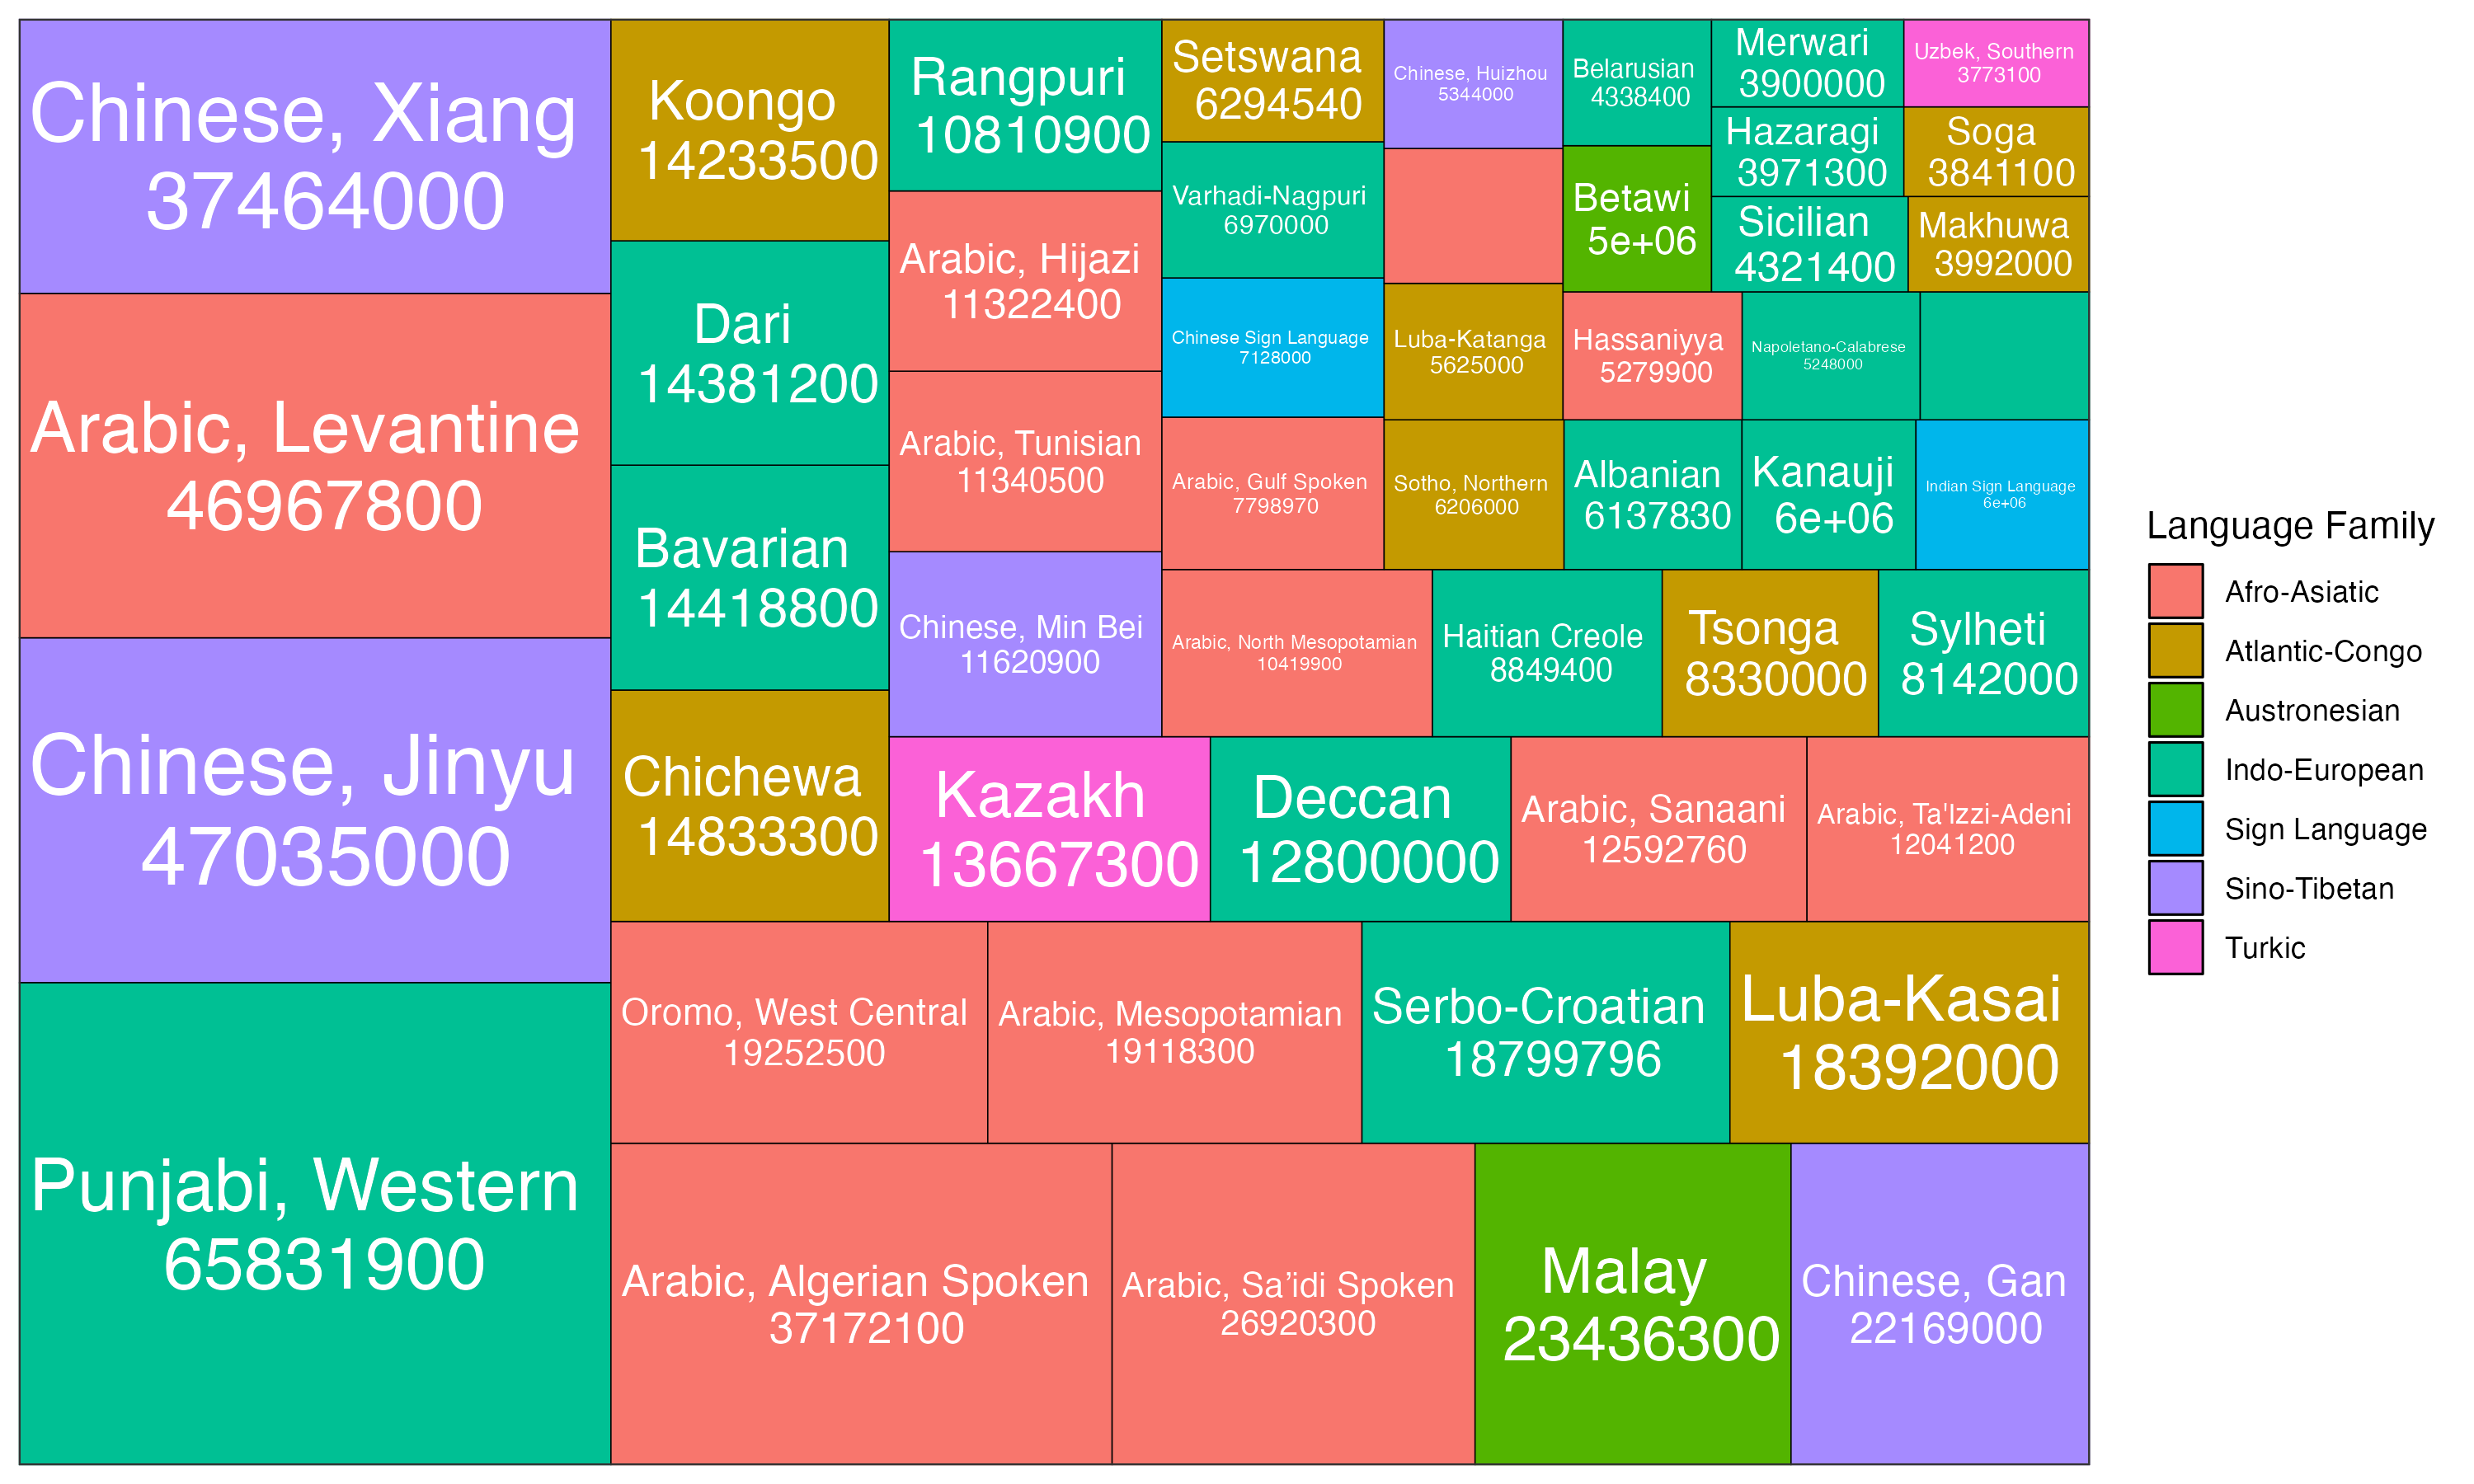 Chinese, Xiang
37464000
Arabic, Levantine
46967800
Chinese, Jinyu
47035000
Punjabi, Western
65831900
Koongo
14233500
Dari
14381200
Bavarian
14418800
Chichewa
14833300
Rangpuri
10810900
Arabic, Hijazi
11322400
Arabic, Tunisian
11340500
Chinese, Min Bei
11620900
Setswana
6294540
Varhadi-Nagpuri
6970000
Chinese Sign Language
7128000
Arabic, Gulf Spoken
7798970
Chinese, Huizhou
5344000
Luba-Katanga
5625000
Sotho, Northern
6206000
Belarusian
4338400
Betawi
5e+06
Merwari
3900000
Hazaragi
3971300
Sicilian
4321400
Uzbek, Southern
3773100
Soga
3841100
Makhuwa
3992000
Hassaniyya
5279900
Napoletano-Calabrese
5248000
Albanian
6137830
Kanauji
6e+06
Indian Sign Language
6e+06
Arabic, North Mesopotamian
10419900
Haitian Creole
8849400
Tsonga
8330000
Sylheti
8142000
Kazakh
13667300
Deccan
12800000
Arabic, Sanaani
12592760
Arabic, Ta'Izzi-Adeni
12041200
Oromo, West Central
19252500
Arabic, Mesopotamian
19118300
Serbo-Croatian
18799796
Luba-Kasai
18392000
Arabic, Algerian Spoken
37172100
Arabic, Sa’idi Spoken
26920300
Malay
23436300
Chinese, Gan
22169000
Language Family
Afro-Asiatic
Atlantic-Congo
Austronesian
Indo-European
Sign Language
Sino-Tibetan
Turkic